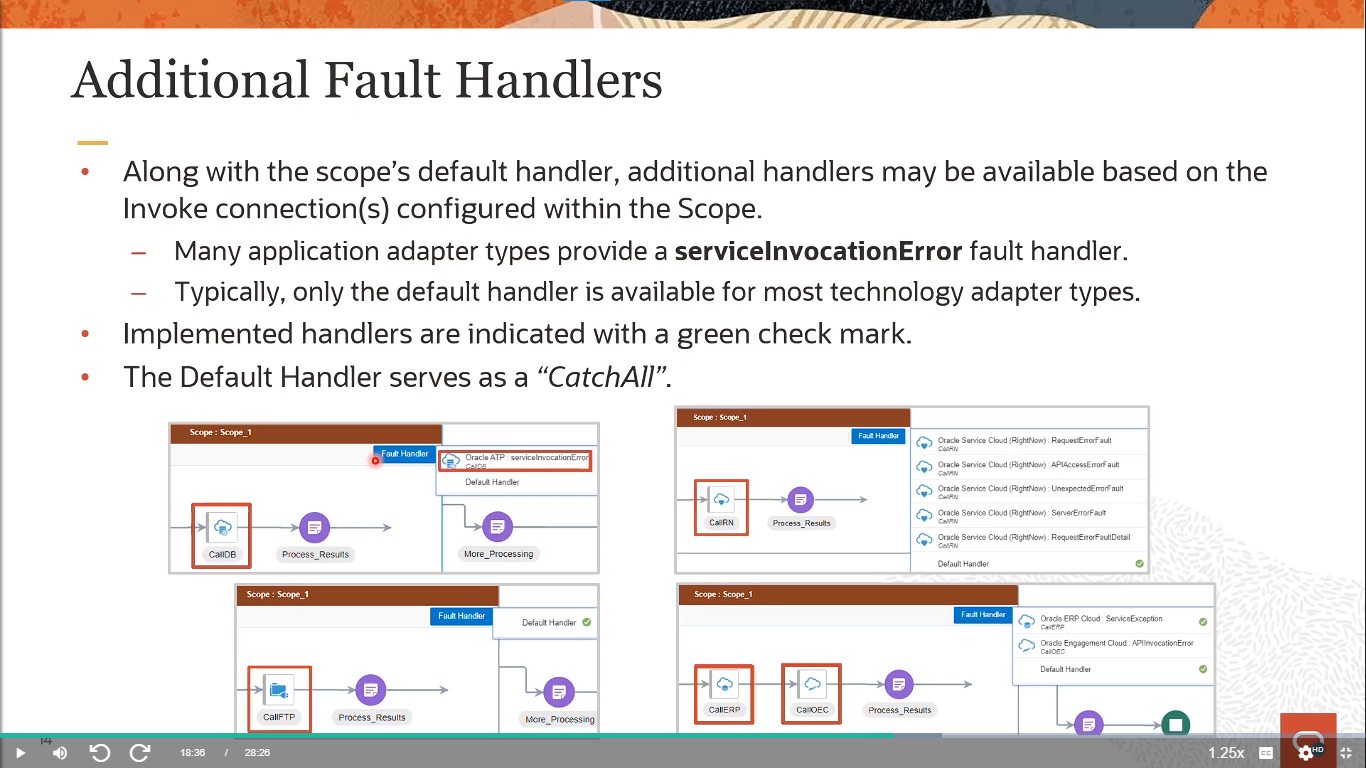 Additional Fault Handlers
• Along with the scope’s default handler, additional handlers may be available based on the
Invoke connection(s) configured within the Scope.
– Many application adapter types provide a serviceInvocationError fault handler.
– Typically, only the default handler is available for most technology adapter types.
• Implemented handlers are indicated with a green check mark.
• The Default Handler serves as a “CatchAll”.
Scope : Scope_1
Fault Handler
Oracle ATP : serviceInvocationError
CallDB
Default Handler
CallDB
Process_Results
More_Processing
Scope : Scope_1
Fault Handler
Oracle Service Cloud (RightNow) : RequestErrorFault
CallRN
Oracle Service Cloud (RightNow) : APIAccessErrorFault
CallRN
Oracle Service Cloud (RightNow) : UnexpectedErrorFault
CallRN
Oracle Service Cloud (RightNow) : ServerErrorFault
CallRN
Oracle Service Cloud (RightNow) : RequestErrorFaultDetail
CallRN
Default Handler
CallRN
Process_Results
Scope : Scope_1
Fault Handler
Default Handler
CallFTP
Process_Results
More_Processing
Scope : Scope_1
Fault Handler
Oracle ERP Cloud : ServiceException
CallERP
Oracle Engagement Cloud : APIInvocationError
CallOEC
Default Handler
CallERP
CallOEC
Process_Results
14
18:36 / 28:26
1.25x
CC
HD